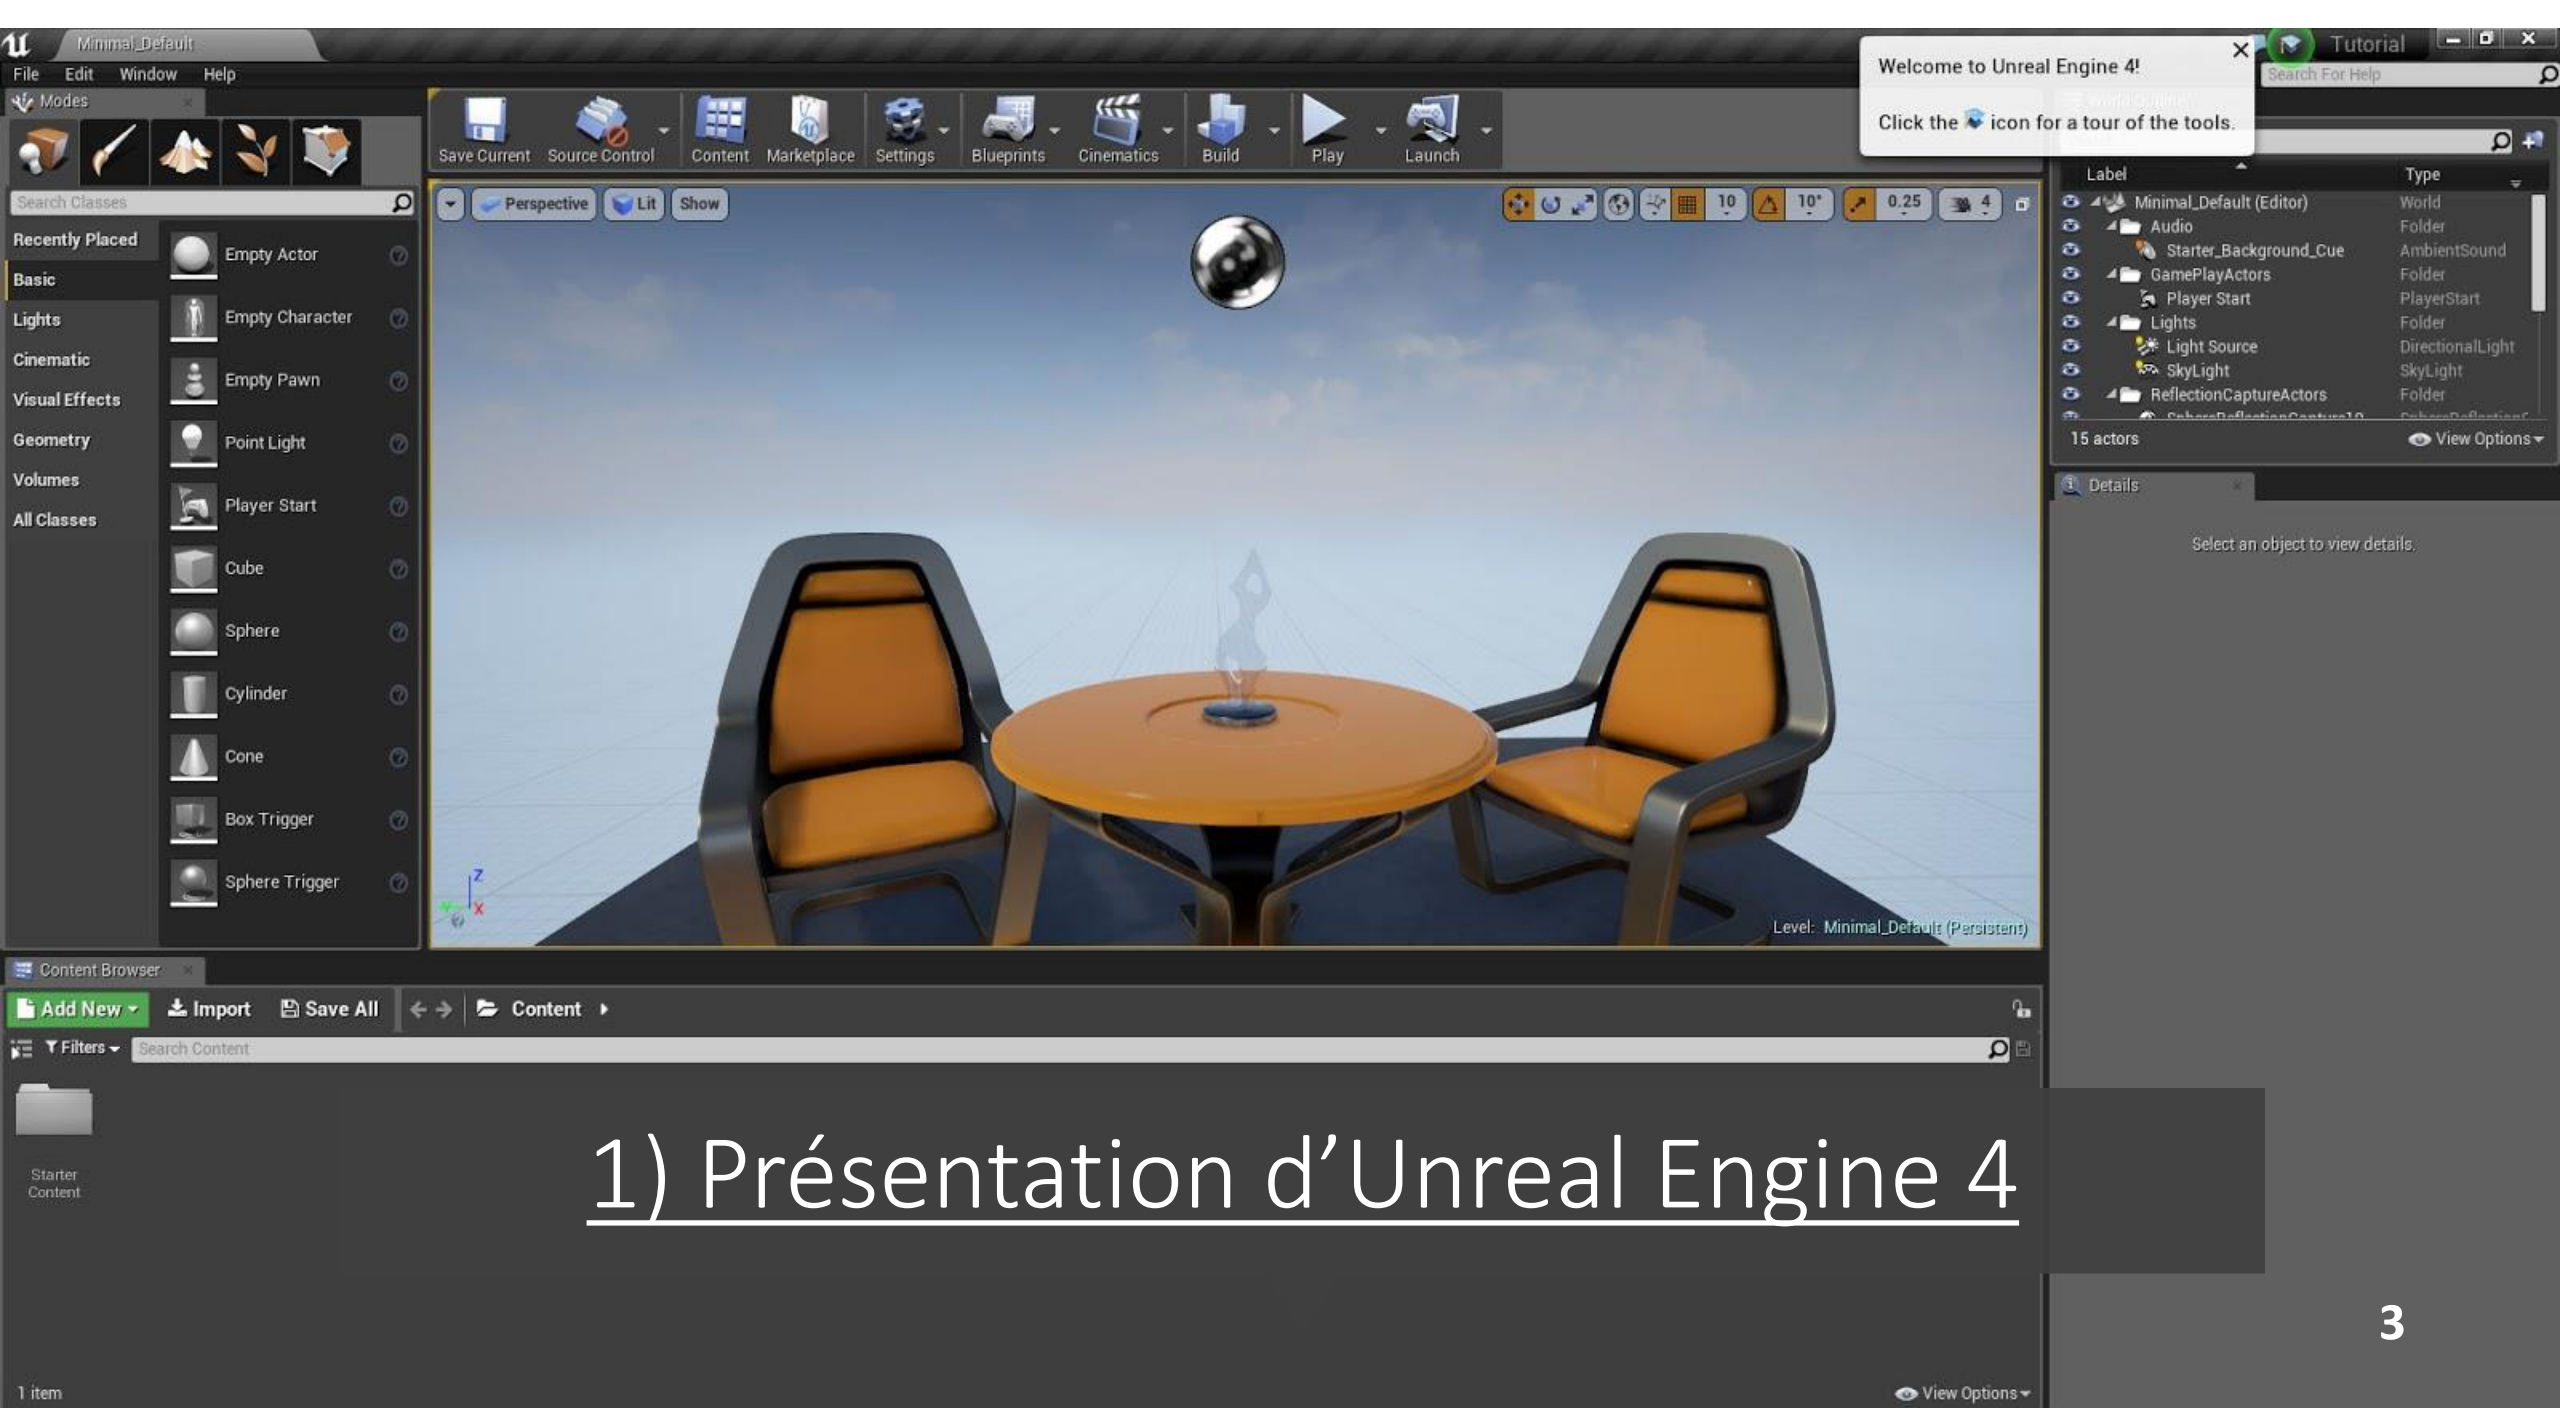 Minimal_Default
Tutorial
File Edit Window Help
Search For Help
Welcome to Unreal Engine 4!
Click the icon for a tour of the tools.
Modes
Save Current Source Control Content Marketplace Settings Blueprints Cinematics Build Play Launch
Search Classes
Recently Placed
Basic
Lights
Cinematic
Visual Effects
Geometry
Volumes
All Classes
Empty Actor
Empty Character
Empty Pawn
Point Light
Player Start
Cube
Sphere
Cylinder
Cone
Box Trigger
Sphere Trigger
Perspective Lit Show
10 10° 0.25 4
Z
Y X
Level: Minimal_Default (Persistent)
Label Type
Minimal_Default (Editor) World
Audio Folder
Starter_Background_Cue AmbientSound
GamePlayActors Folder
Player Start PlayerStart
Lights Folder
Light Source DirectionalLight
SkyLight SkyLight
ReflectionCaptureActors Folder
15 actors View Options
Details
Select an object to view details.
Content Browser
Add New Import Save All Content
Filters Search Content
Starter
Content
1) Présentation d’Unreal Engine 4
3
1 item View Options